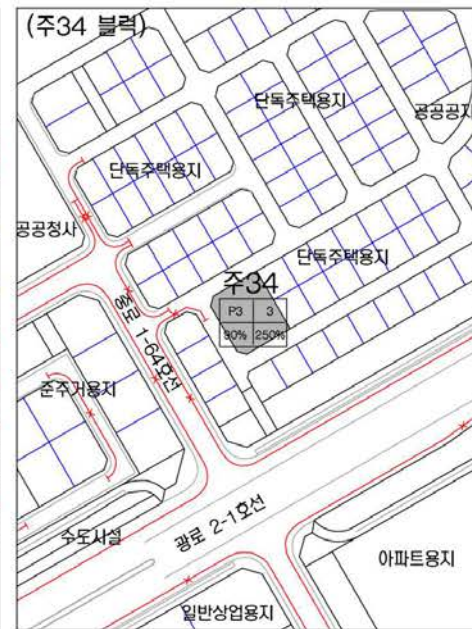 (주34 블럭)
단독주택용지
공공공지
단독주택용지
공공청사
단독주택용지
주34
P3 3
90% 250%
중로 1-64호선
준주거용지
광로 2-1호선
수도시설
아파트용지
일반상업용지